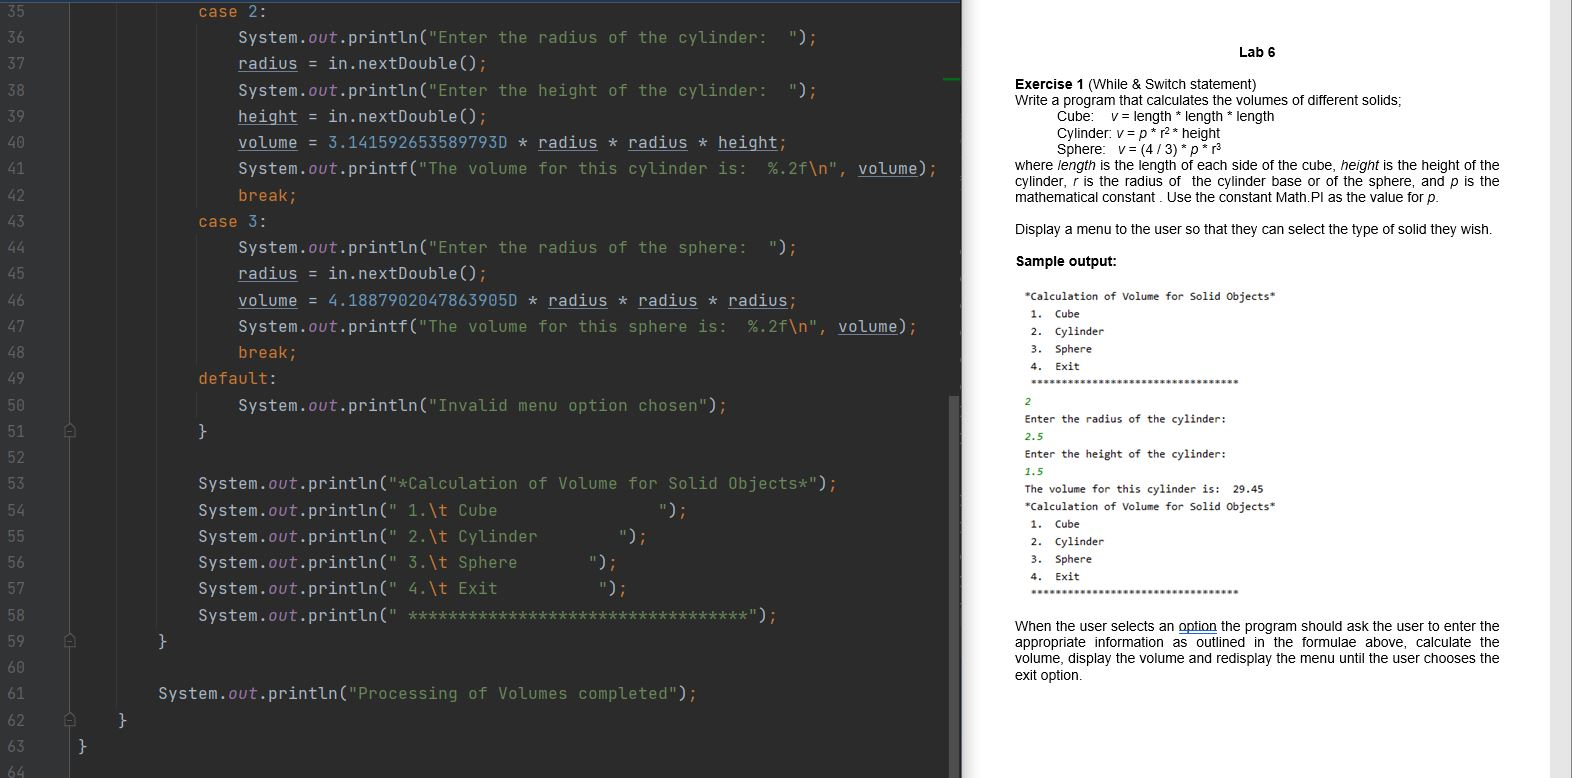 35 case 2:
36 System.out.println("Enter the radius of the cylinder:  ");
37 radius = in.nextDouble();
38 System.out.println("Enter the height of the cylinder:  ");
39 height = in.nextDouble();
40 volume = 3.141592653589793D * radius * radius * height;
41 System.out.printf("The volume for this cylinder is:  %.2f\n", volume);
42 break;
43 case 3:
44 System.out.println("Enter the radius of the sphere:  ");
45 radius = in.nextDouble();
46 volume = 4.1887902047863905D * radius * radius * radius;
47 System.out.printf("The volume for this sphere is:  %.2f\n", volume);
48 break;
49 default:
50 System.out.println("Invalid menu option chosen");
51 }
52
53 System.out.println("*Calculation of Volume for Solid Objects*");
54 System.out.println(" 1.\t Cube                ");
55 System.out.println(" 2.\t Cylinder        ");
56 System.out.println(" 3.\t Sphere       ");
57 System.out.println(" 4.\t Exit          ");
58 System.out.println(" **********************************");
59 }
60
61 System.out.println("Processing of Volumes completed");
62 }
63 }
64
Lab 6
Exercise 1 (While & Switch statement)
Write a program that calculates the volumes of different solids;
Cube: v = length * length * length
Cylinder: v = p * r² * height
Sphere: v = (4 / 3) * p * r³
where length is the length of each side of the cube, height is the height of the
cylinder, r is the radius of the cylinder base or of the sphere, and p is the
mathematical constant . Use the constant Math.PI as the value for p.
Display a menu to the user so that they can select the type of solid they wish.
Sample output:
*Calculation of Volume for Solid Objects*
1. Cube
2. Cylinder
3. Sphere
4. Exit
**********************************
2
Enter the radius of the cylinder:
2.5
Enter the height of the cylinder:
1.5
The volume for this cylinder is:  29.45
*Calculation of Volume for Solid Objects*
1. Cube
2. Cylinder
3. Sphere
4. Exit
**********************************
When the user selects an option the program should ask the user to enter the
appropriate information as outlined in the formulae above, calculate the
volume, display the volume and redisplay the menu until the user chooses the
exit option.